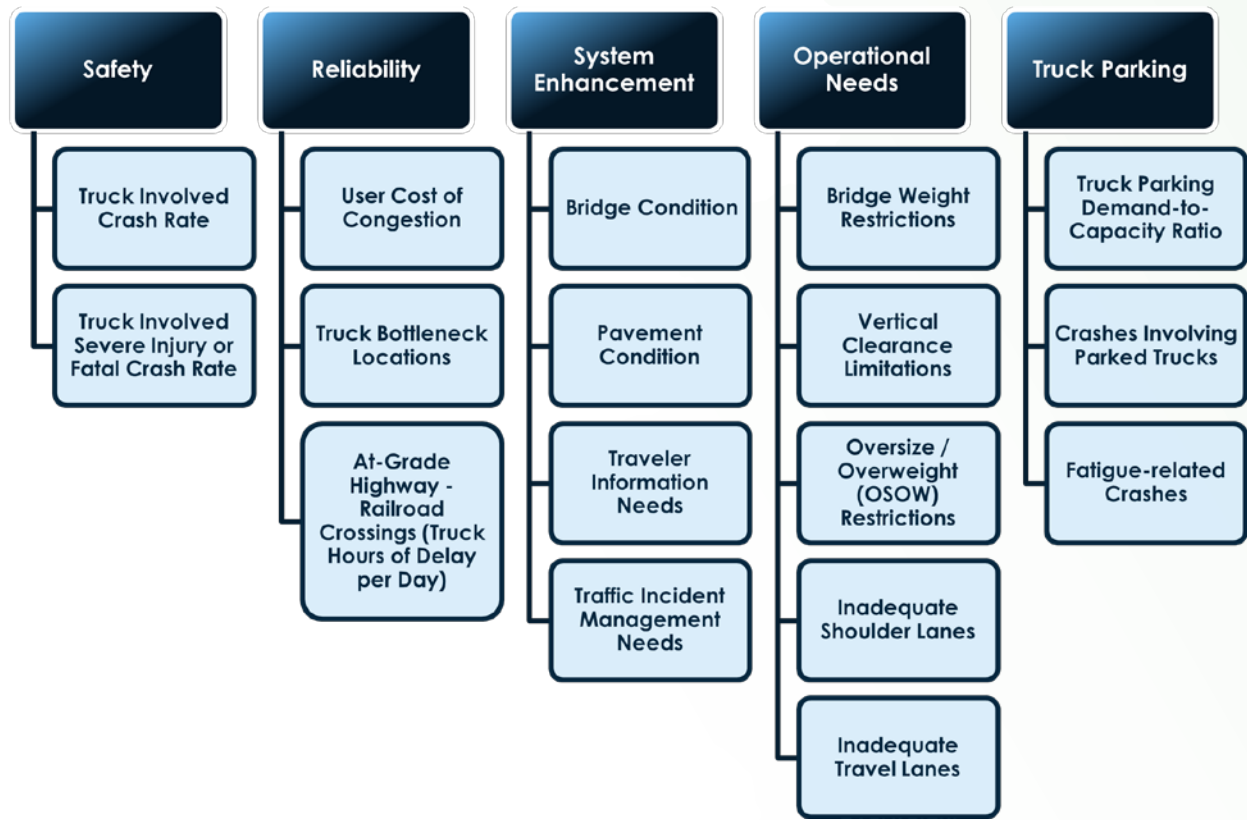 Safety
Truck Involved
Crash Rate
Truck Involved
Severe Injury or
Fatal Crash Rate
Reliability
User Cost of
Congestion
Truck Bottleneck
Locations
At-Grade
Highway -
Railroad
Crossings (Truck
Hours of Delay
per Day)
System
Enhancement
Bridge Condition
Pavement
Condition
Traveler
Information
Needs
Traffic Incident
Management
Needs
Operational
Needs
Bridge Weight
Restrictions
Vertical
Clearance
Limitations
Oversize /
Overweight
(OSOW)
Restrictions
Inadequate
Shoulder Lanes
Inadequate
Travel Lanes
Truck Parking
Truck Parking
Demand-to-
Capacity Ratio
Crashes Involving
Parked Trucks
Fatigue-related
Crashes